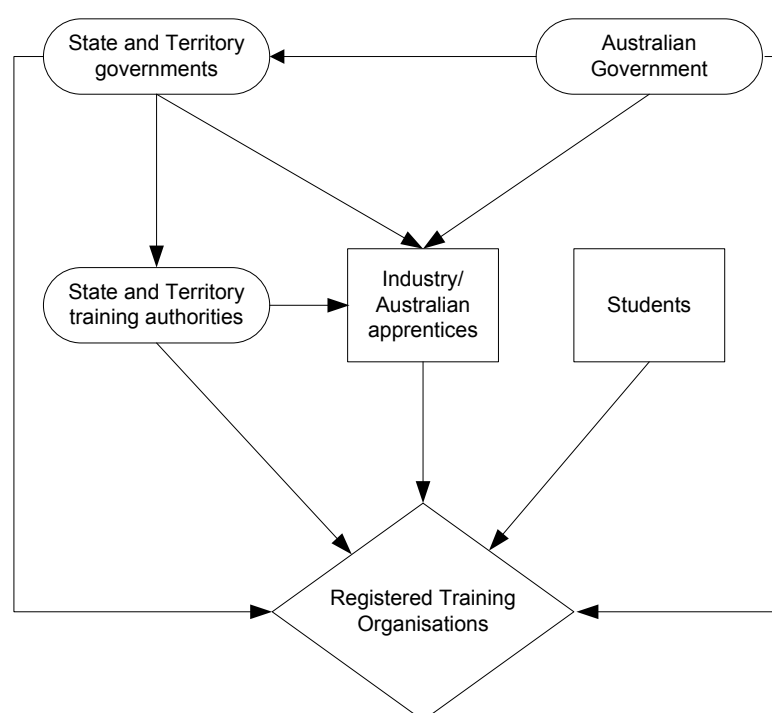 State and Territory
governments
Australian
Government
State and Territory
training authorities
Industry/
Australian
apprentices
Students
Registered Training
Organisations